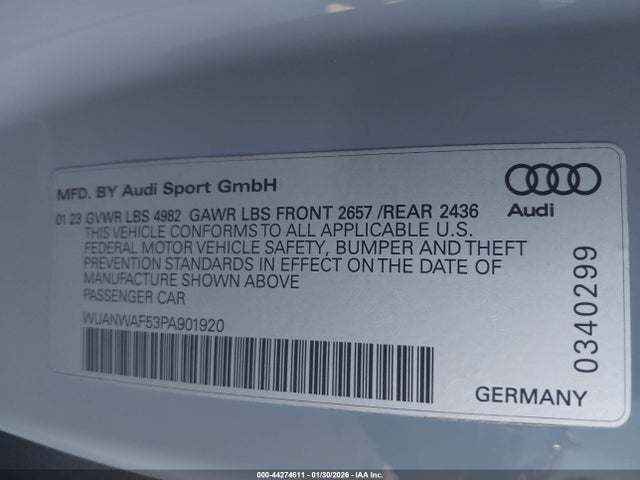 MFD. BY Audi Sport GmbH
01 23 GVWR LBS 4982 GAWR LBS FRONT 2657 /REAR 2436
THIS VEHICLE CONFORMS TO ALL APPLICABLE U.S.
FEDERAL MOTOR VEHICLE SAFETY, BUMPER AND THEFT
PREVENTION STANDARDS IN EFFECT ON THE DATE OF
MANUFACTURE SHOWN ABOVE
PASSENGER CAR
WUANWAF53PA901920
Audi
0340299
GERMANY
000-44274611 - 01/30/2026 - IAA Inc.